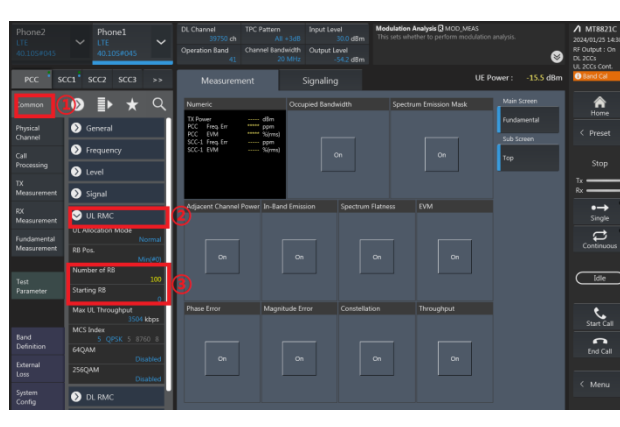 Phone2
LTE
40.10S#045
Phone1
LTE
40.10S#045
DL Channel
39750 ch
TPC Pattern
Alt +3dB
Input Level
30.0 dBm
Operation Band
41
Channel Bandwidth
20 MHz
Output Level
-54.2 dBm
Modulation Analysis MOD_MEAS
This sets whether to perform modulation analysis.
MT8821C
2024/01/25 14:3
RF Output : On
DL 2CCs
UL 2CCs Cont.
Band Cal
PCC
SCC1
SCC2
SCC3
>>
Measurement
Signaling
UE Power : -15.5 dBm
Common
①
Physical
Channel
Call
Processing
TX
Measurement
RX
Measurement
Fundamental
Measurement
Test
Parameter
Band
Definition
External
Loss
System
Config
General
Frequency
Level
Signal
UL RMC
②
UL Allocation Mode
Normal
RB Pos.
Min(#0)
Number of RB
100
Starting RB
0
③
Max UL Throughput
3504 kbps
MCS Index
5 QPSK 5 8760 8
64QAM
Disabled
256QAM
Disabled
DL RMC
Numeric
TX Power ----- dBm
PCC Freq. Err ----- ppm
PCC EVM ----- %(rms)
SCC-1 Freq. Err ----- ppm
SCC-1 EVM ----- %(rms)
Occupied Bandwidth
On
Spectrum Emission Mask
On
Main Screen
Fundamental
Sub Screen
Top
Adjacent Channel Power
On
In-Band Emission
On
Spectrum Flatness
On
EVM
On
Phase Error
On
Magnitude Error
On
Constellation
On
Throughput
On
Home
< Preset
Stop
Tx
Rx
Single
Continuous
Idle
Start Call
End Call
< Menu